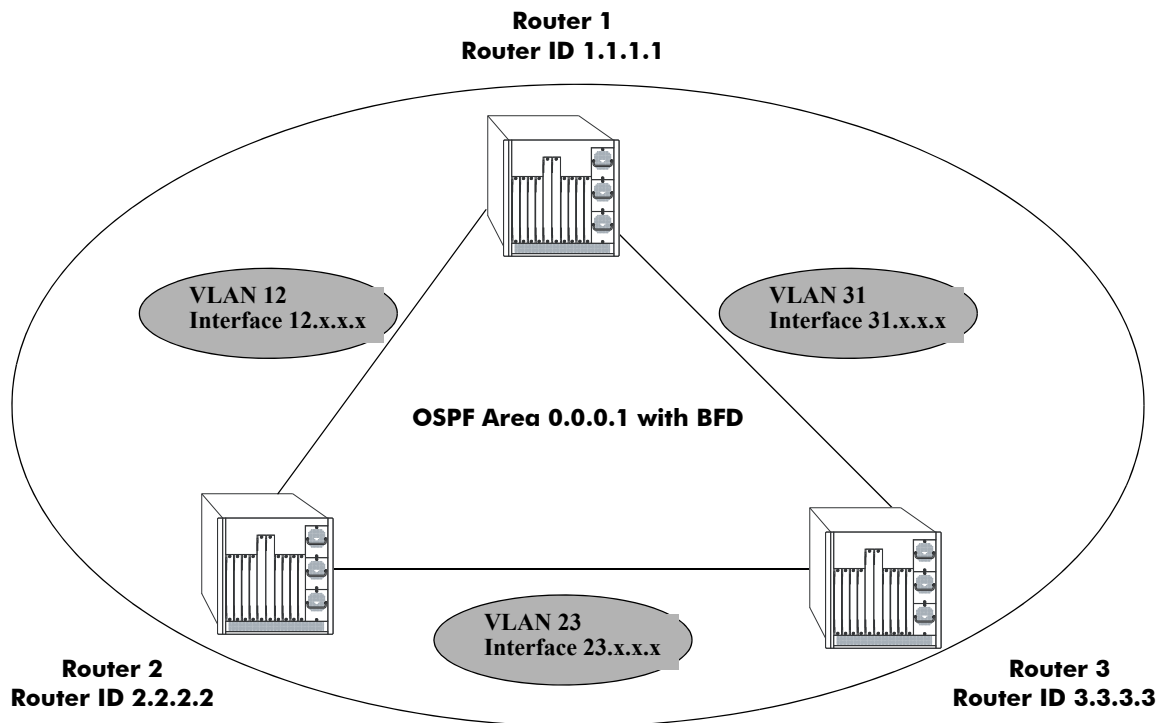 Router 1
Router ID 1.1.1.1
VLAN 12
Interface 12.x.x.x
VLAN 31
Interface 31.x.x.x
OSPF Area 0.0.0.1 with BFD
VLAN 23
Interface 23.x.x.x
Router 2
Router ID 2.2.2.2
Router 3
Router ID 3.3.3.3